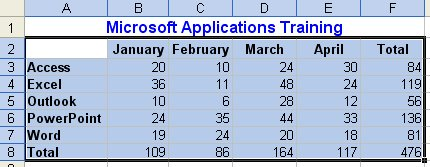 A B C D E F
1 Microsoft Applications Training
2 January February March April Total
3 Access 20 10 24 30 84
4 Excel 36 11 48 24 119
5 Outlook 10 6 28 12 56
6 PowerPoint 24 35 44 33 136
7 Word 19 24 20 18 81
8 Total 109 86 164 117 476